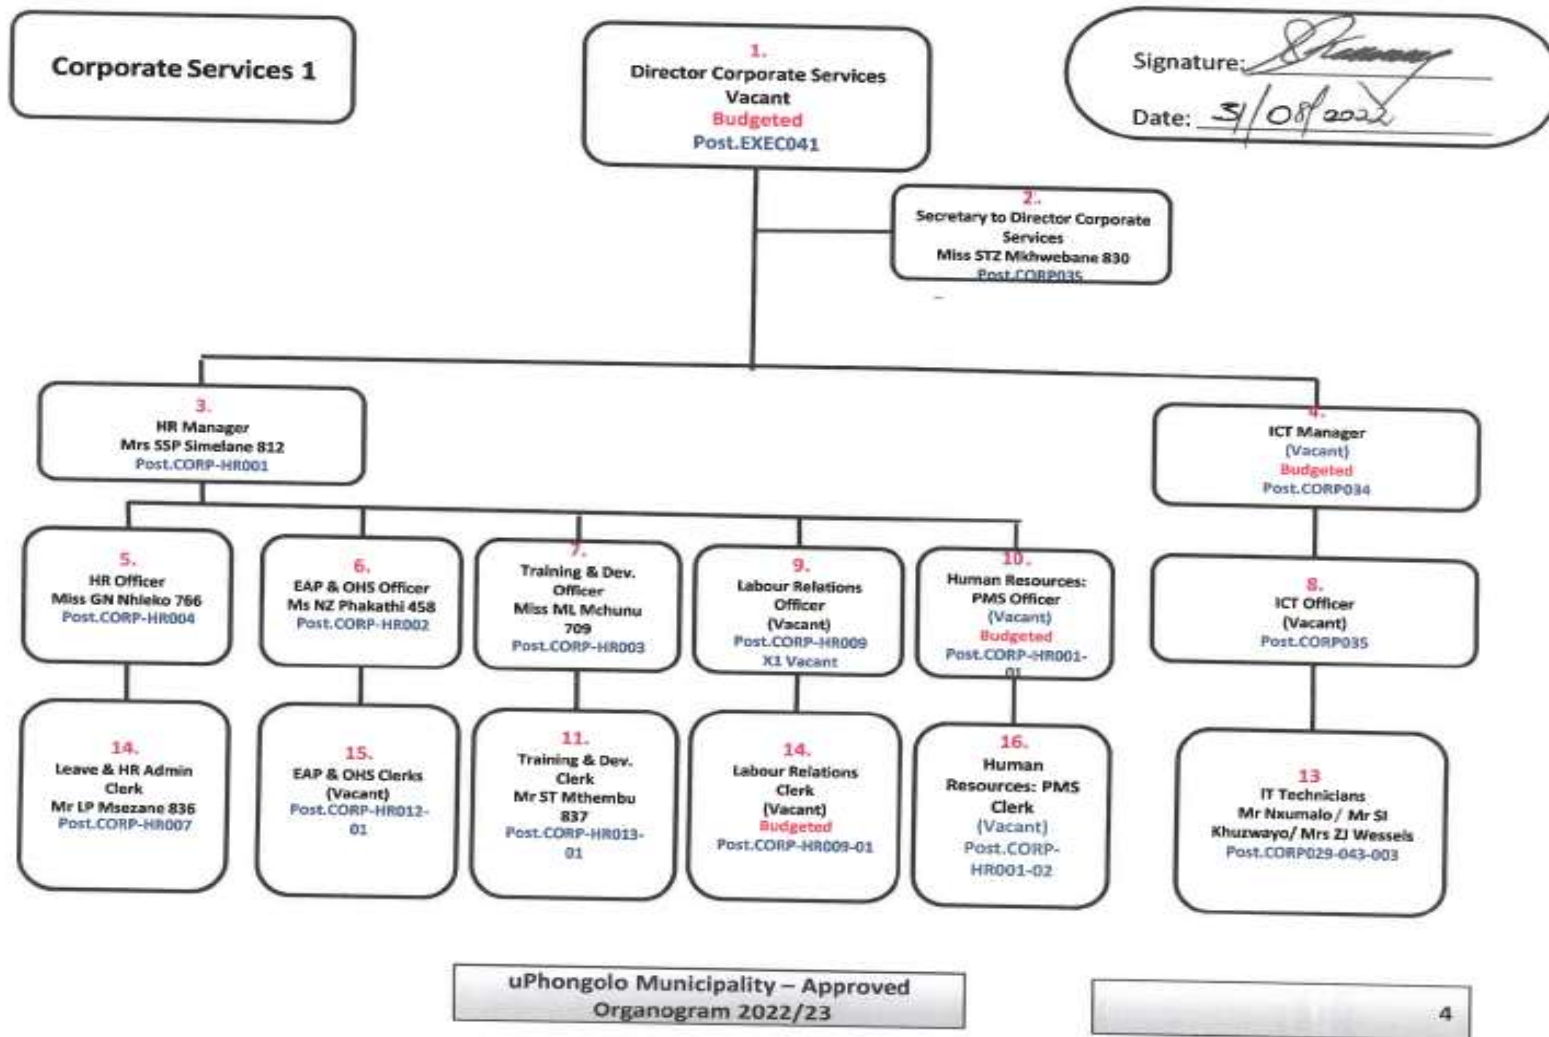 Corporate Services 1
1.
Director Corporate Services
Vacant
Budgeted
Post.EXEC041
Signature:
Date: 31/08/2022
2.
Secretary to Director Corporate
Services
Miss STZ Mkhwebane 830
Post.CORP035
3.
HR Manager
Mrs SSP Simelane 812
Post.CORP-HR001
4.
ICT Manager
(Vacant)
Budgeted
Post.CORP034
5.
HR Officer
Miss GN Nhleko 766
Post.CORP-HR004
6.
EAP & OHS Officer
Ms NZ Phakathi 458
Post.CORP-HR002
7.
Training & Dev.
Officer
Miss ML Mchunu
709
Post.CORP-HR003
9.
Labour Relations
Officer
(Vacant)
Post.CORP-HR009
X1 Vacant
10.
Human Resources:
PMS Officer
(Vacant)
Budgeted
Post.CORP-HR001-
01
8.
ICT Officer
(Vacant)
Post.CORP035
14.
Leave & HR Admin
Clerk
Mr LP Msezane 836
Post.CORP-HR007
15.
EAP & OHS Clerks
(Vacant)
Post.CORP-HR012-
01
11.
Training & Dev.
Clerk
Mr ST Mthembu
837
Post.CORP-HR013-
01
14.
Labour Relations
Clerk
(Vacant)
Budgeted
Post.CORP-HR009-01
16.
Human
Resources: PMS
Clerk
(Vacant)
Post.CORP-
HR001-02
13
IT Technicians
Mr Nxumalo / Mr SI
Khuzwayo/ Mrs ZJ Wessels
Post.CORP029-043-003
uPhongolo Municipality – Approved
Organogram 2022/23
4